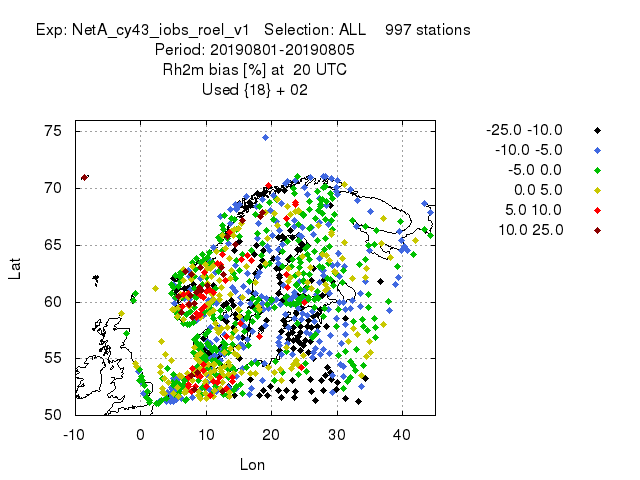 Exp: NetA_cy43_iobs_roel_v1 Selection: ALL 997 stations
Period: 20190801-20190805
Rh2m bias [%] at 20 UTC
Used {18} + 02
-25.0 -10.0
-10.0 -5.0
-5.0 0.0
0.0 5.0
5.0 10.0
10.0 25.0
75
70
65
60
55
50
Lat
-10 0 10 20 30 40
Lon